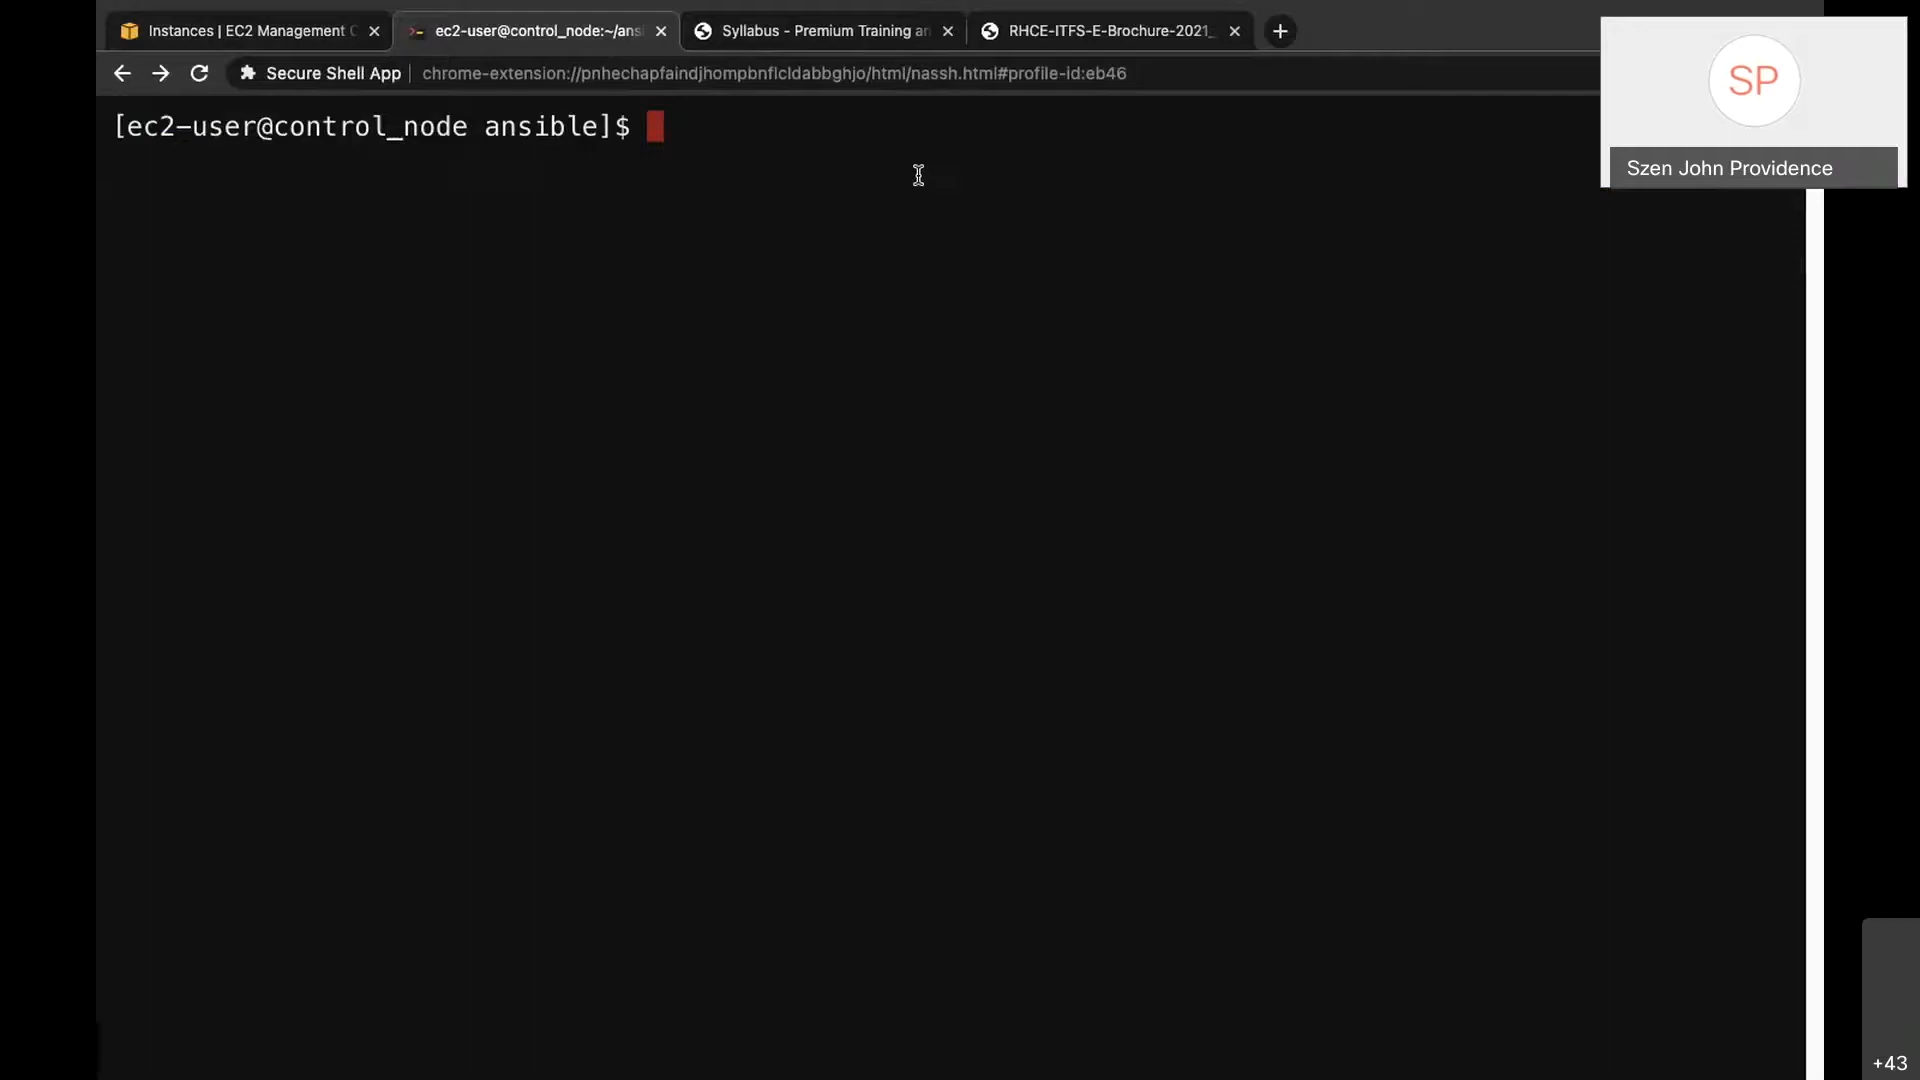 Instances | EC2 Management C
ec2-user@control_node:~/ans
Syllabus - Premium Training an
RHCE-ITFS-E-Brochure-2021_
Secure Shell App
chrome-extension://pnhechapfaindjhompbnflcldabbghjo/html/nassh.html#profile-id:eb46
[ec2-user@control_node ansible]$
SP
Szen John Providence
+43